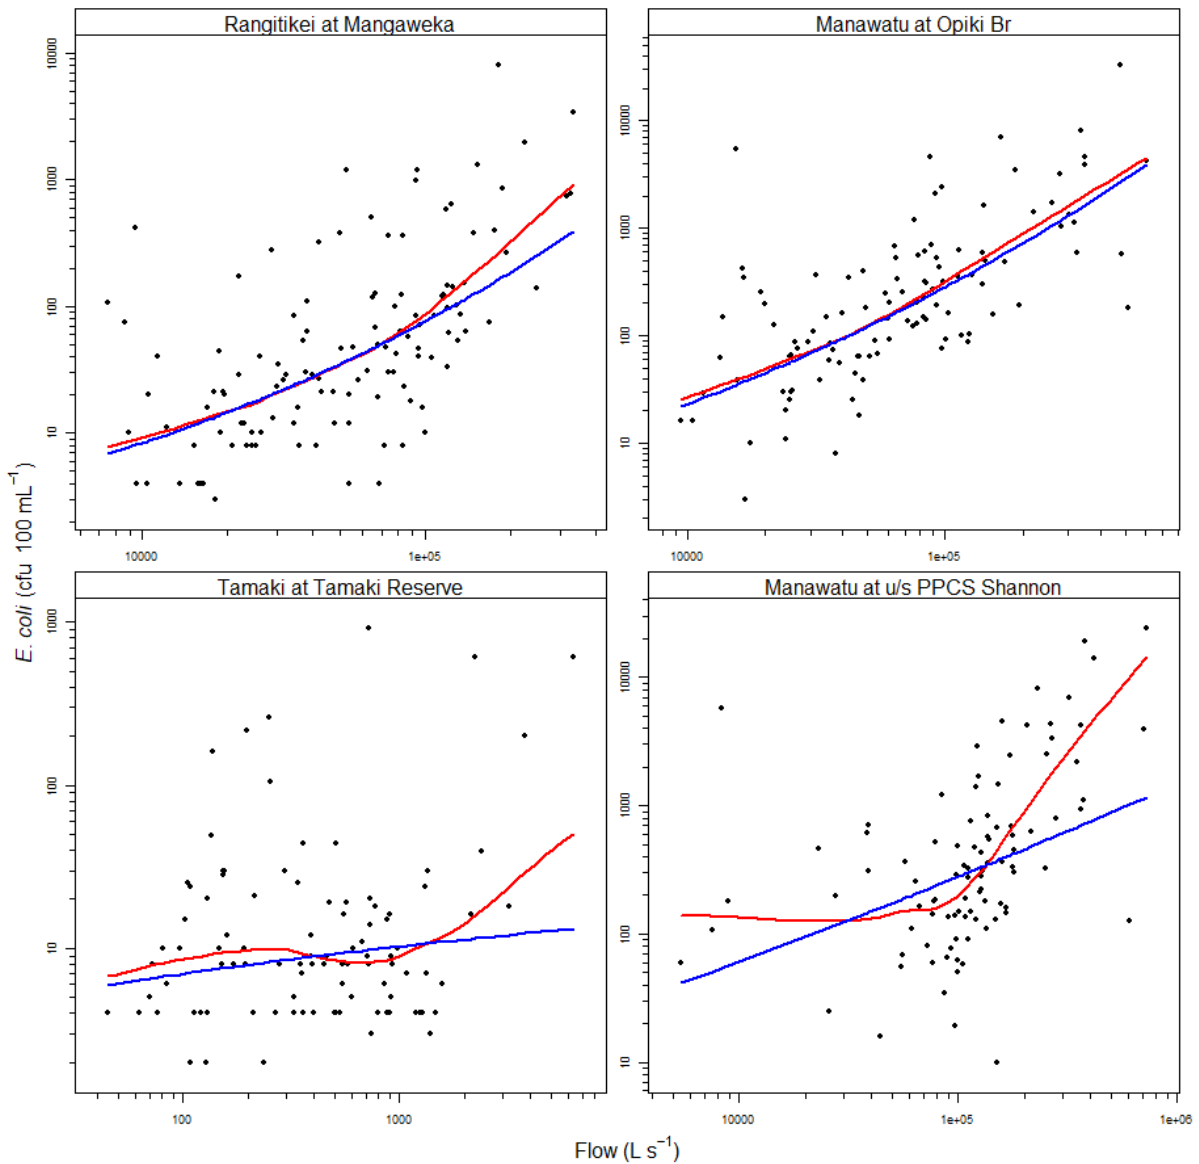 Rangitikei at Mangaweka
Manawatu at Opiki Br
10000
1000
100
10
10000
1000
100
10
10000
1e+05
10000
1e+05
Tamaki at Tamaki Reserve
Manawatu at u/s PPCS Shannon
1000
100
10
10000
1000
100
10
100
1000
10000
1e+05
1e+06
E. coli (cfu 100 mL⁻¹)
Flow (L s⁻¹)